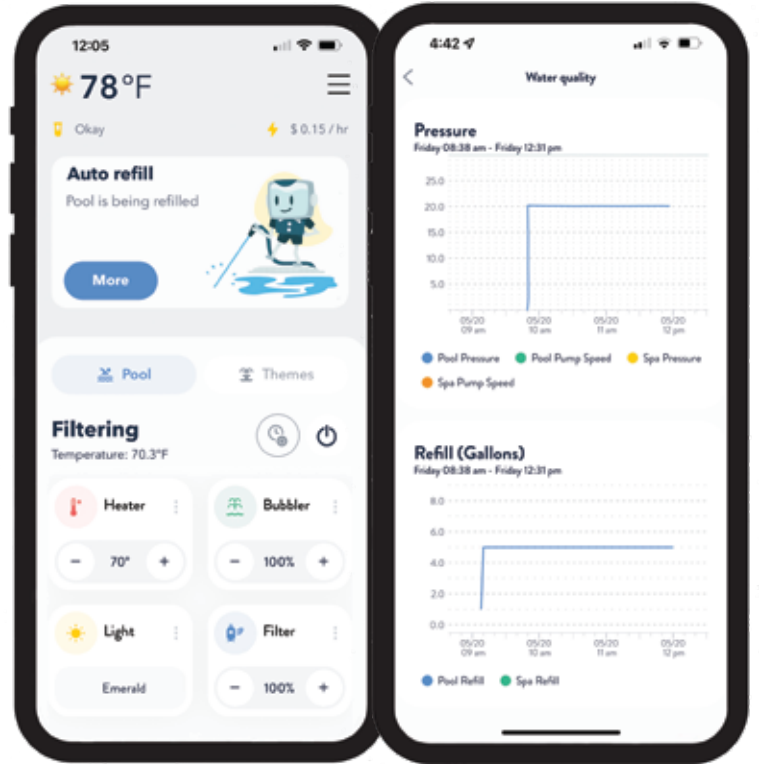 12:05
78°F
Okay
$ 0.15 / hr
Auto refill
Pool is being refilled
More
Pool
Themes
Filtering
Temperature: 70.3°F
Heater
Bubbler
- 70° +
- 100% +
Light
Filter
Emerald
- 100% +
4:42
Water quality
Pressure
Friday 08:38 am - Friday 12:31 pm
25.0
20.0
15.0
10.0
5.0
05/20 05/20 05/20 05/20
09 am 10 am 11 am 12 pm
Pool Pressure Pool Pump Speed Spa Pressure
Spa Pump Speed
Refill (Gallons)
Friday 08:38 am - Friday 12:31 pm
8.0
6.0
4.0
2.0
0.0
05/20 05/20 05/20 05/20
09 am 10 am 11 am 12 pm
Pool Refill Spa Refill